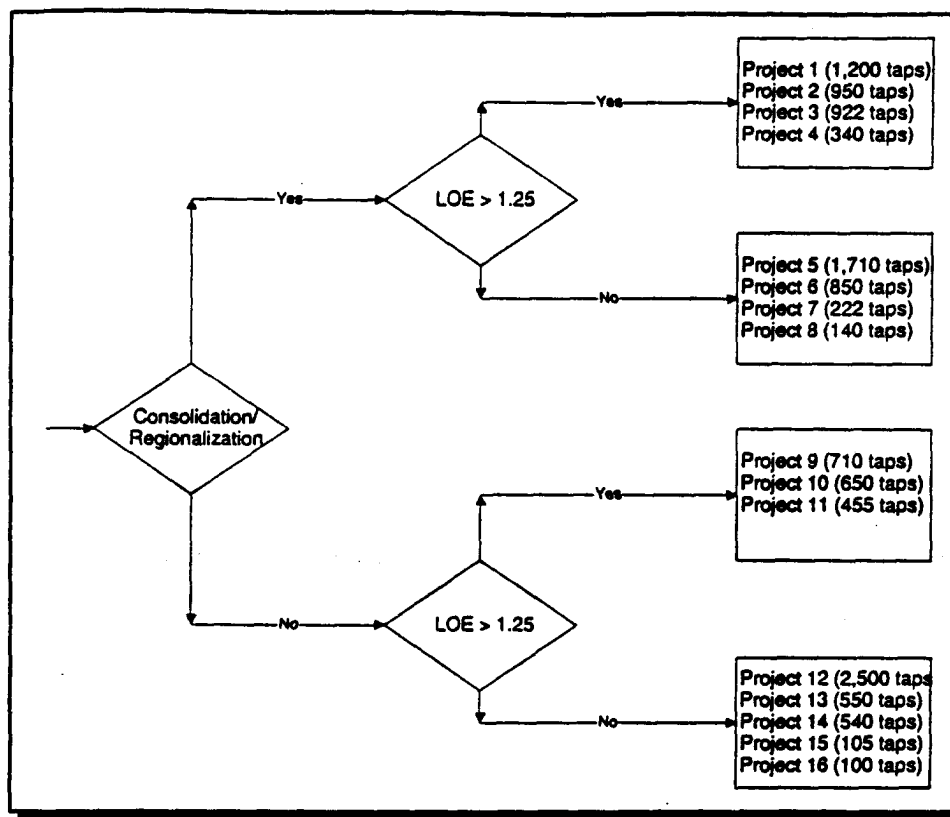 Project 1 (1,200 taps)
Project 2 (950 taps)
Project 3 (922 taps)
Project 4 (340 taps)
Yes
LOE > 1.25
Yes
Project 5 (1,710 taps)
Project 6 (850 taps)
Project 7 (222 taps)
Project 8 (140 taps)
No
Consolidation/
Regionalization
Project 9 (710 taps)
Project 10 (650 taps)
Project 11 (455 taps)
Yes
LOE > 1.25
No
Project 12 (2,500 taps
Project 13 (550 taps)
Project 14 (540 taps)
Project 15 (105 taps)
Project 16 (100 taps)
No